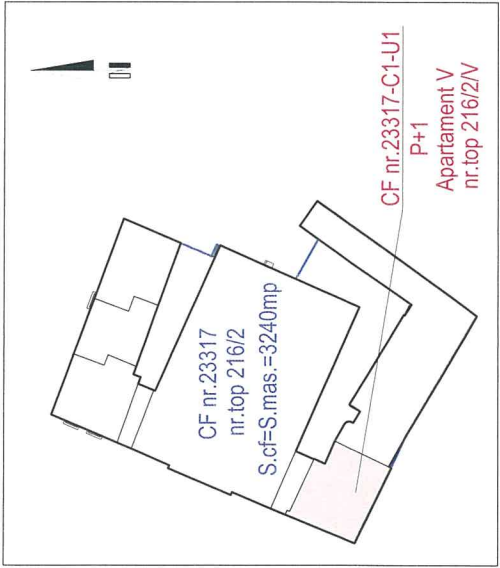 CF nr.23317-C1-U1
P+1
Apartament V
nr.top 216/2/V
CF nr.23317
nr.top 216/2
S.cf=S.mas.=3240mp